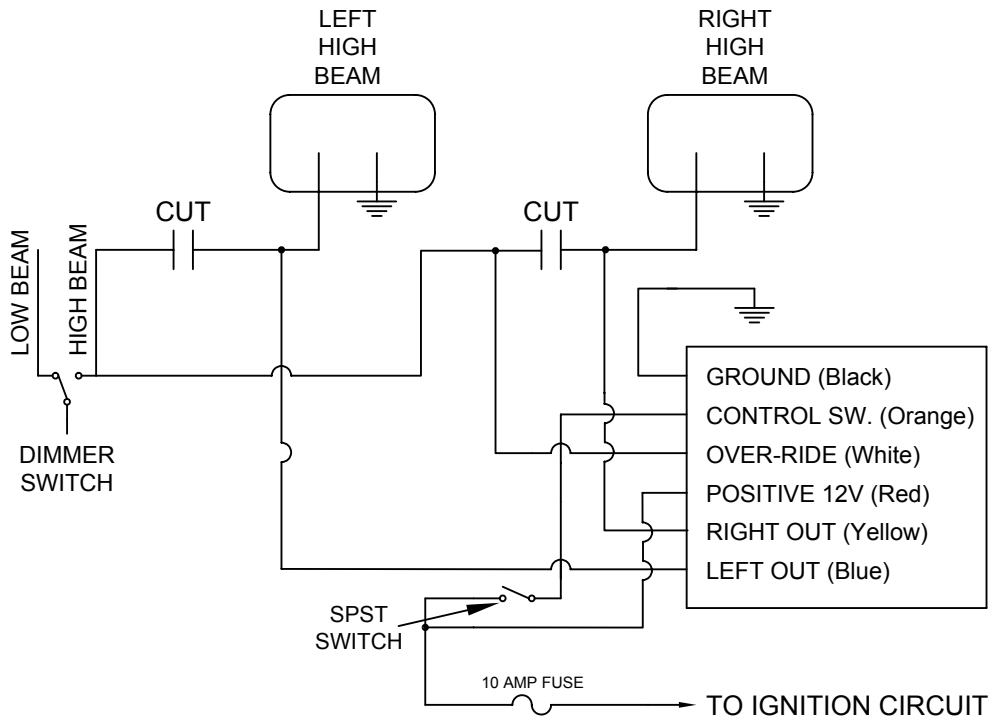 LEFT
HIGH
BEAM
RIGHT
HIGH
BEAM
CUT
CUT
LOW BEAM
HIGH BEAM
DIMMER
SWITCH
GROUND (Black)
CONTROL SW. (Orange)
OVER-RIDE (White)
POSITIVE 12V (Red)
RIGHT OUT (Yellow)
LEFT OUT (Blue)
SPST
SWITCH
10 AMP FUSE
TO IGNITION CIRCUIT